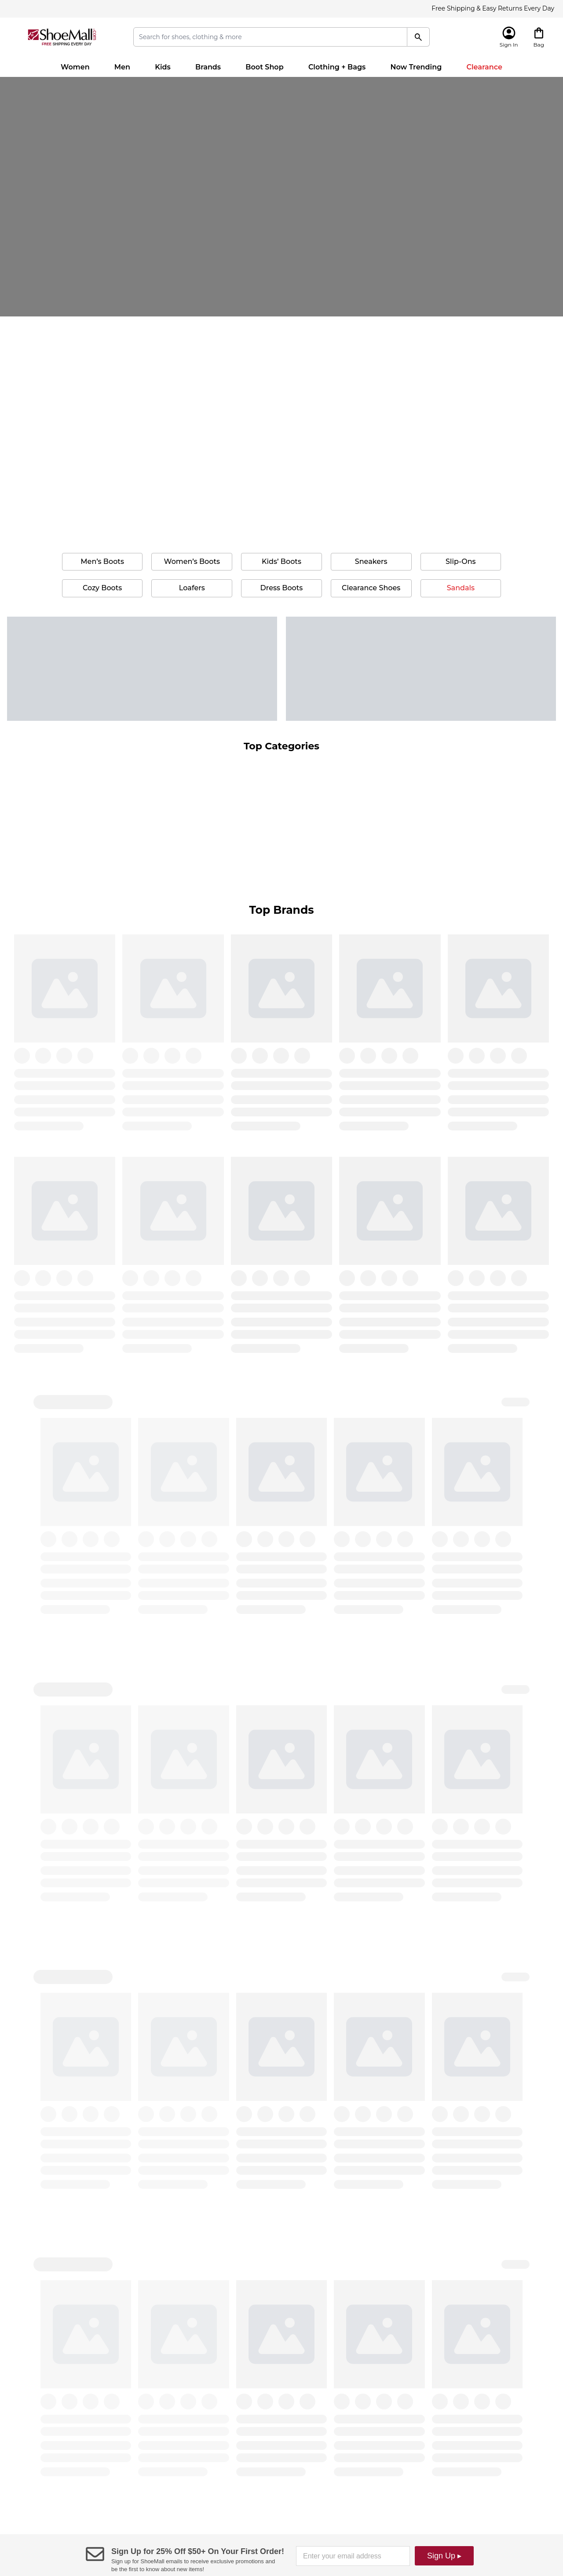 Free Shipping & Easy Returns Every Day
ShoeMall
FREE SHIPPING EVERY DAY
Search for shoes, clothing & more
Sign In
Bag
Women Men Kids Brands Boot Shop Clothing + Bags Now Trending Clearance
Men's Boots Women's Boots Kids' Boots Sneakers Slip-Ons
Cozy Boots Loafers Dress Boots Clearance Shoes Sandals
Top Categories
Top Brands
Sign Up for 25% Off $50+ On Your First Order!
Sign up for ShoeMall emails to receive exclusive promotions and
be the first to know about new items!
Enter your email address
Sign Up ▸